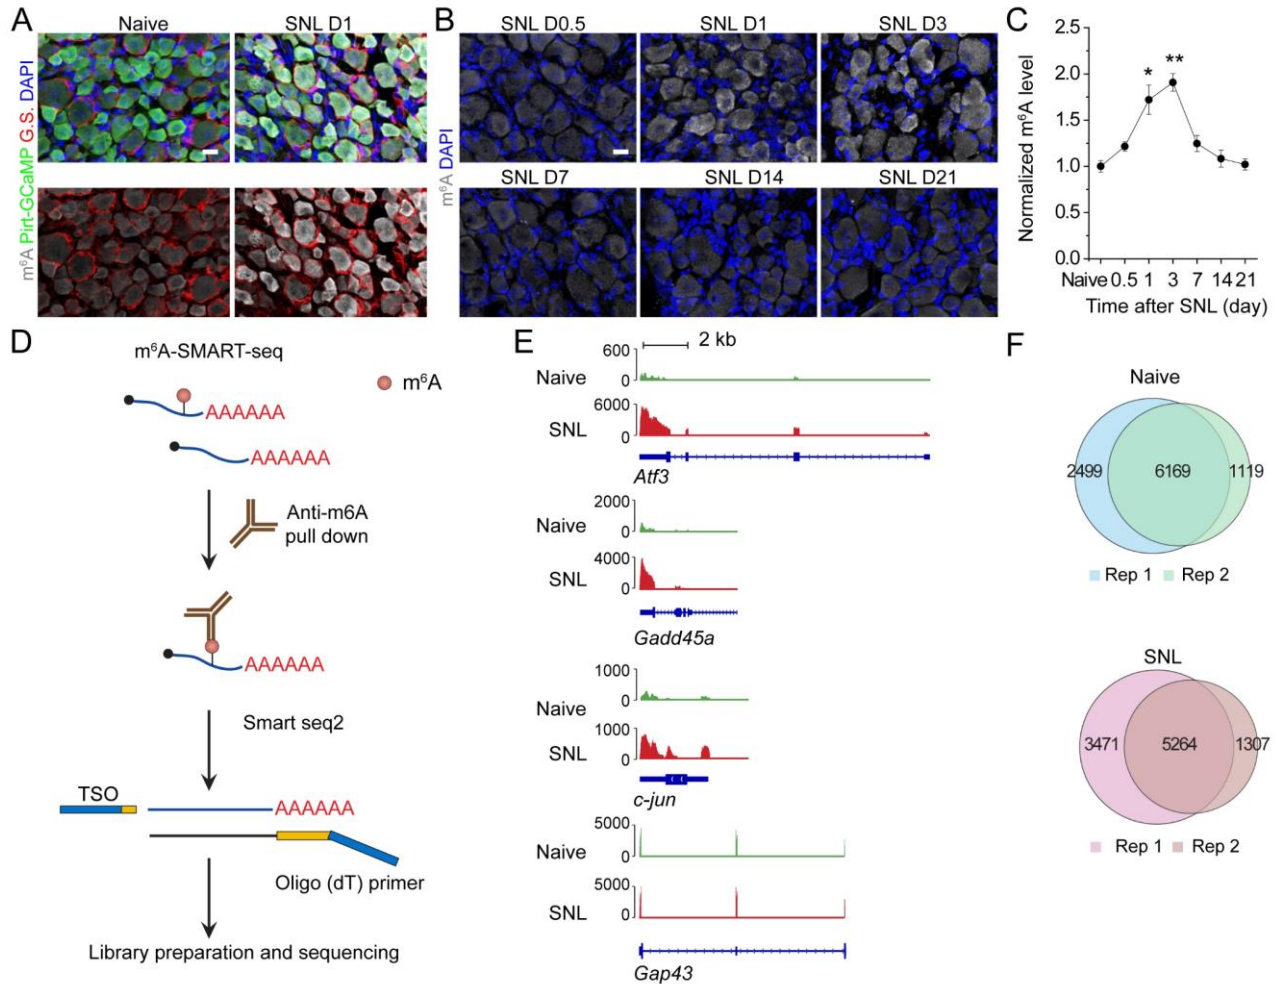 A
Naive
SNL D1
m⁶A Pirt-GCaMP G.S. DAPI
B
SNL D0.5
SNL D1
SNL D3
SNL D7
SNL D14
SNL D21
m⁶A DAPI
C
Normalized m⁶A level
2.5
2.0
1.5
1.0
0.5
0.0
*
**
Naive 0.5 1 3 7 14 21
Time after SNL (day)
D
m⁶A-SMART-seq
m⁶A
AAAAAA
AAAAAA
Anti-m6A
pull down
AAAAAA
Smart seq2
TSO
AAAAAA
Oligo (dT) primer
Library preparation and sequencing
E
2 kb
Naive
600
0
SNL
6000
0
Atf3
Naive
2000
0
SNL
4000
0
Gadd45a
Naive
1000
0
SNL
1000
0
c-jun
Naive
5000
0
SNL
5000
0
Gap43
F
Naive
2499
6169
1119
Rep 1 Rep 2
SNL
3471
5264
1307
Rep 1 Rep 2